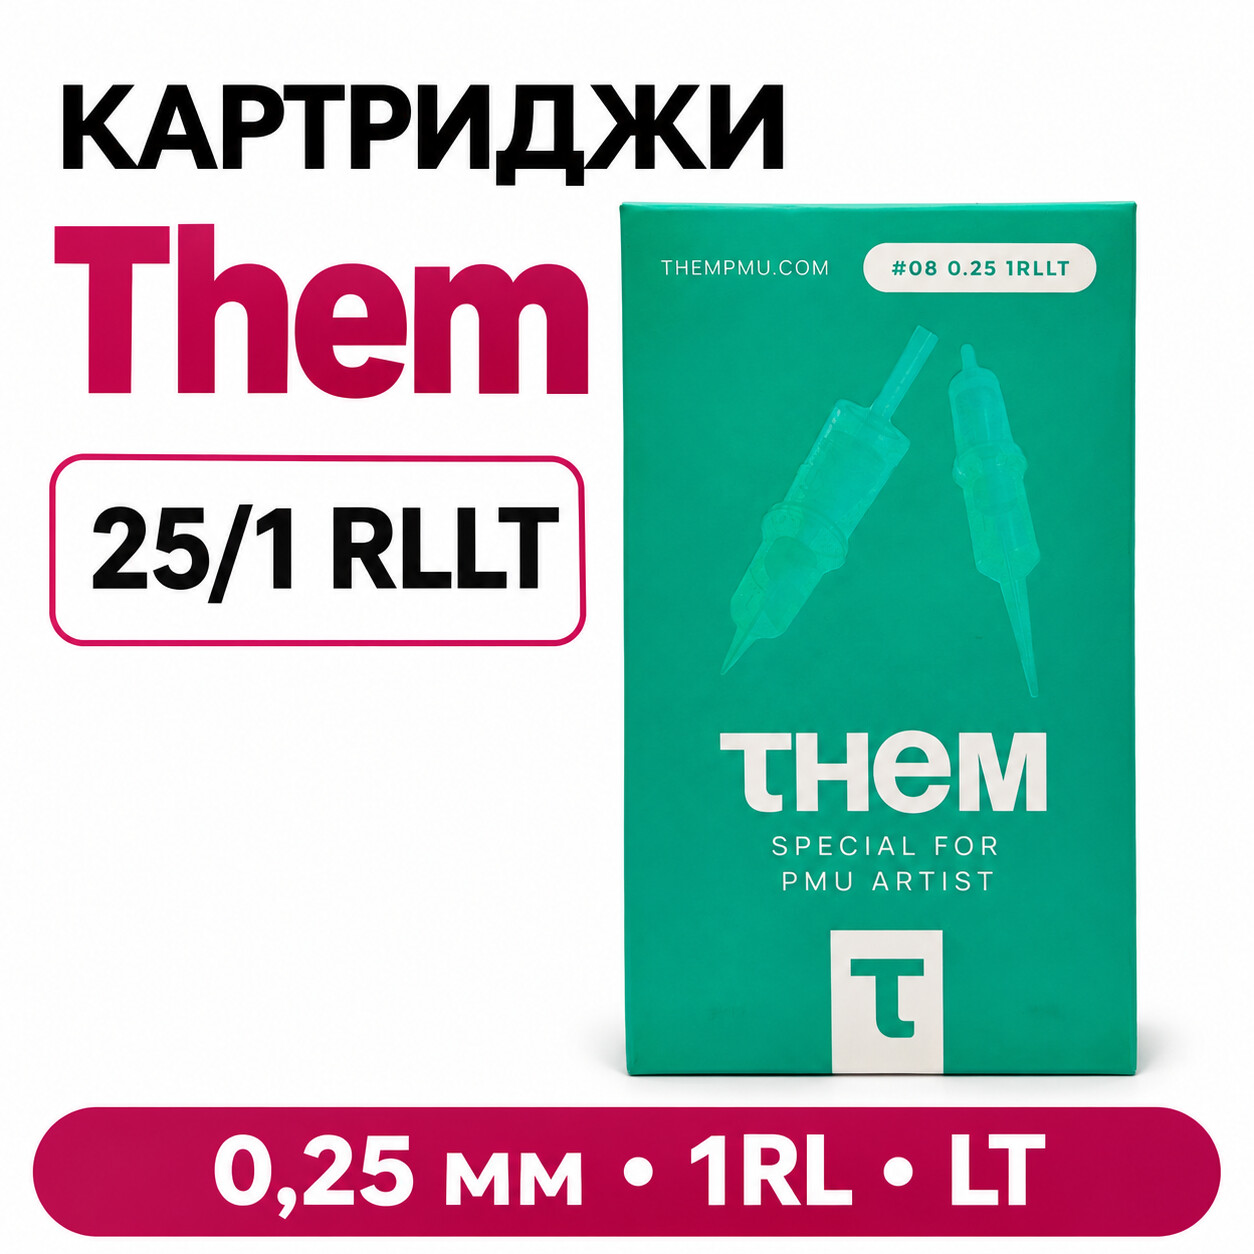 КАРТРИДЖИ
Them
25/1 RLLT
THEMPMU.COM
#08 0.25 1RLLT
THEM
SPECIAL FOR
PMU ARTIST
T
0,25 мм • 1RL • LT